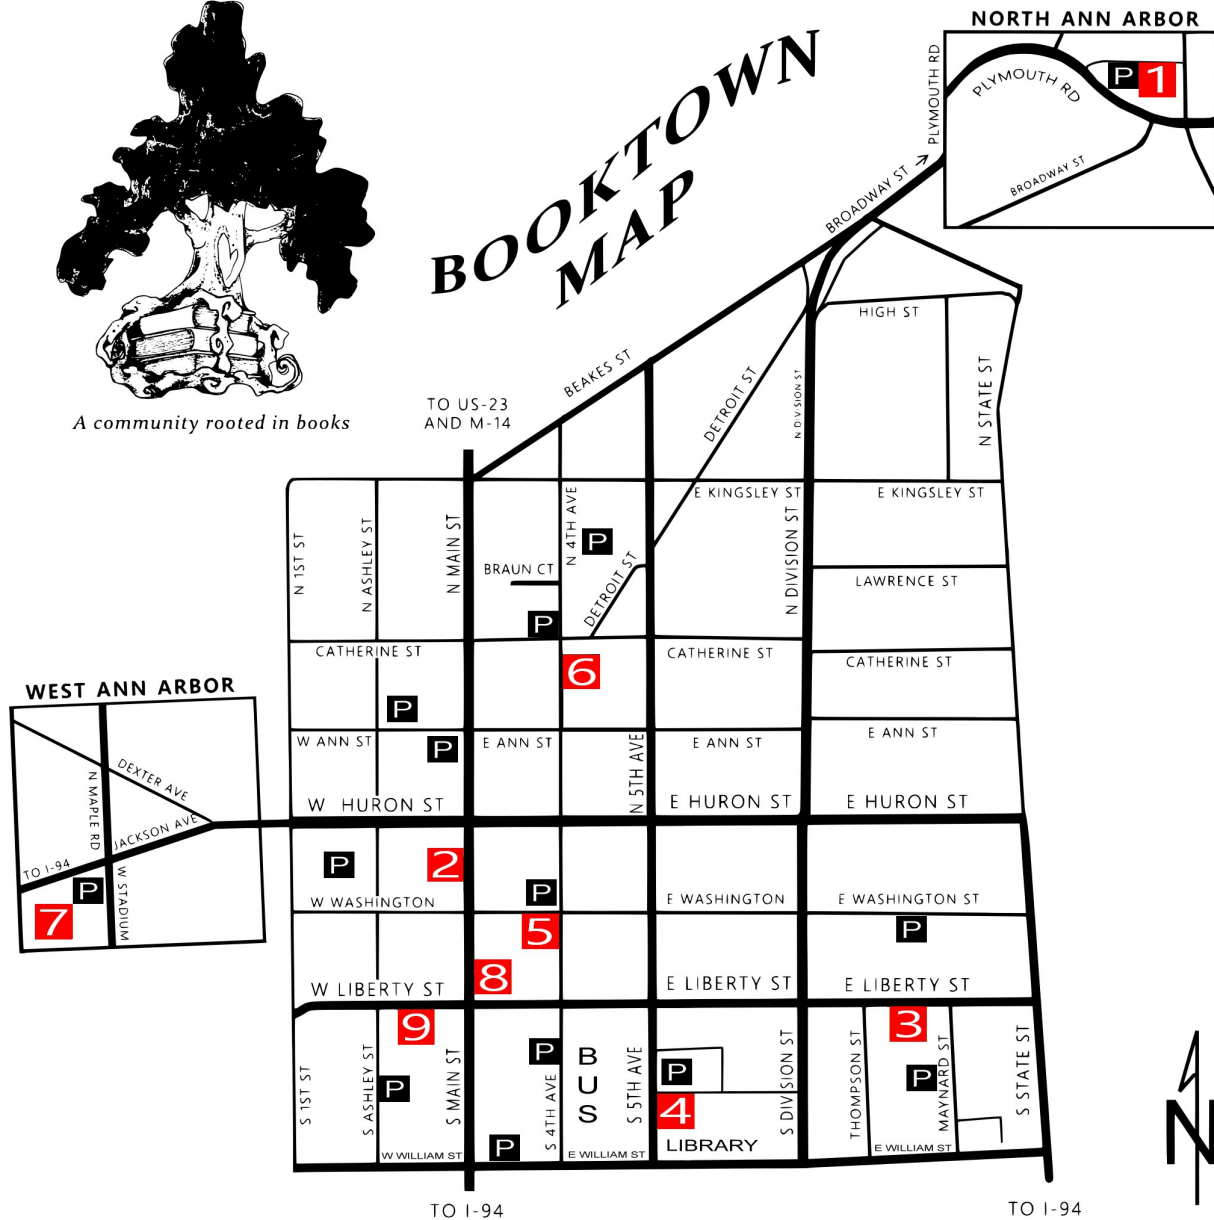 NORTH ANN ARBOR
PLYMOUTH RD
PLYMOUTH RD
P
1
BROADWAY ST
BROADWAY ST →
BOOKTOWN
MAP
A community rooted in books
TO US-23
AND M-14
BEAKES ST
DETROIT ST
N DIVISION ST
HIGH ST
N STATE ST
E KINGSLEY ST
E KINGSLEY ST
N 1ST ST
N ASHLEY ST
N MAIN ST
N 4TH AVE
P
BRAUN CT
DETROIT ST
N DIVISION ST
LAWRENCE ST
P
CATHERINE ST
CATHERINE ST
CATHERINE ST
6
P
W ANN ST
P
E ANN ST
N 5TH AVE
E ANN ST
E ANN ST
W HURON ST
E HURON ST
E HURON ST
WEST ANN ARBOR
DEXTER AVE
N MAPLE RD
JACKSON AVE
TO I-94
P
W STADIUM
7
P
2
P
W WASHINGTON
E WASHINGTON
E WASHINGTON ST
5
P
8
W LIBERTY ST
E LIBERTY ST
E LIBERTY ST
9
3
S 1ST ST
S ASHLEY ST
P
S MAIN ST
P
S 4TH AVE
BUS
S 5TH AVE
P
4
LIBRARY
S DIVISION ST
THOMPSON ST
P
MAYNARD ST
S STATE ST
P
W WILLIAM ST
E WILLIAM ST
E WILLIAM ST
TO I-94
TO I-94
N